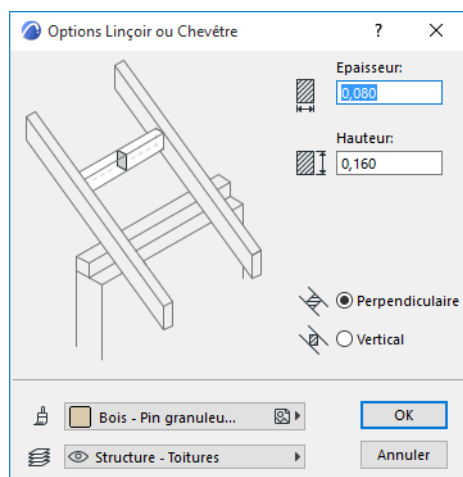 Options Linçoir ou Chevêtre
?
Epaisseur:
0,080
Hauteur:
0,160
Perpendiculaire
Vertical
Bois - Pin granuleu...
OK
Structure - Toitures
Annuler